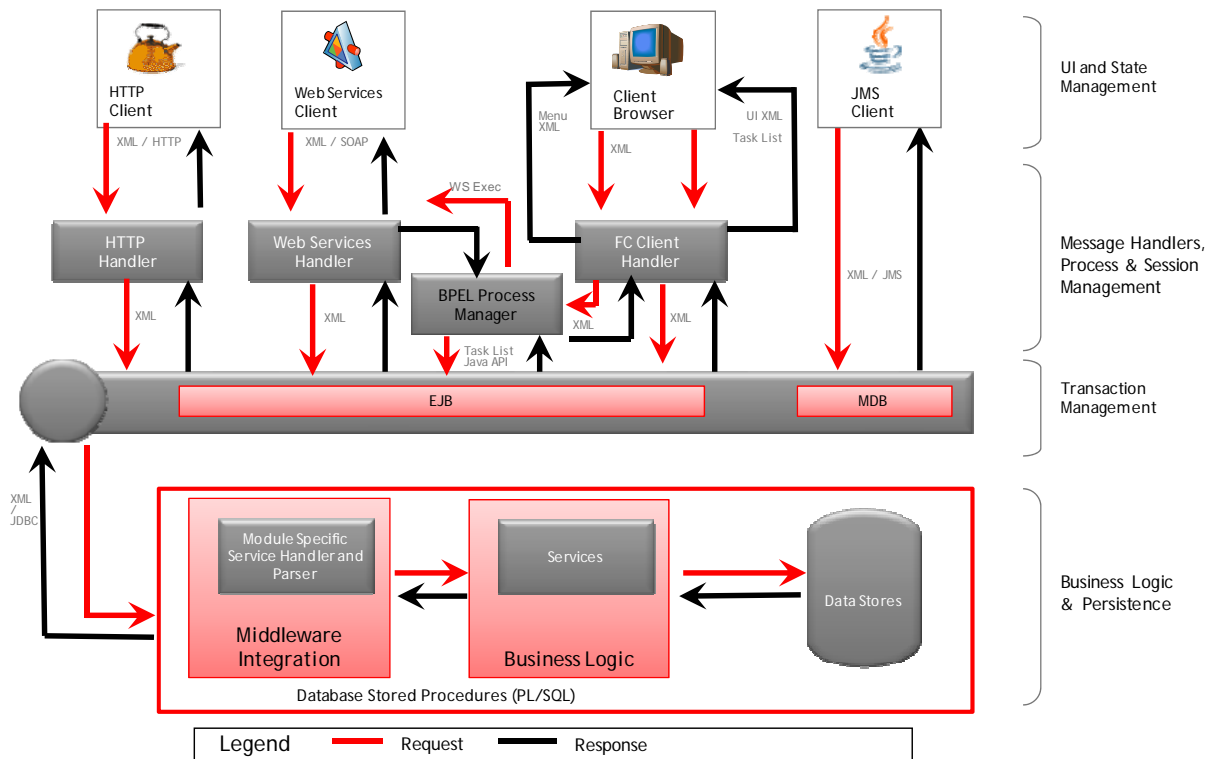 HTTP
Client
Web Services
Client
Client
Browser
JMS
Client
UI and State
Management
XML / HTTP
XML / SOAP
Menu
XML
XML
UI XML
Task List
WS Exec
HTTP
Handler
Web Services
Handler
FC Client
Handler
BPEL Process
Manager
XML / JMS
Message Handlers,
Process & Session
Management
XML
XML
XML
XML
Task List
Java API
EJB
MDB
Transaction
Management
XML
/
JDBC
Module Specific
Service Handler and
Parser
Services
Data Stores
Middleware
Integration
Business Logic
Database Stored Procedures (PL/SQL)
Business Logic
& Persistence
Legend
Request
Response